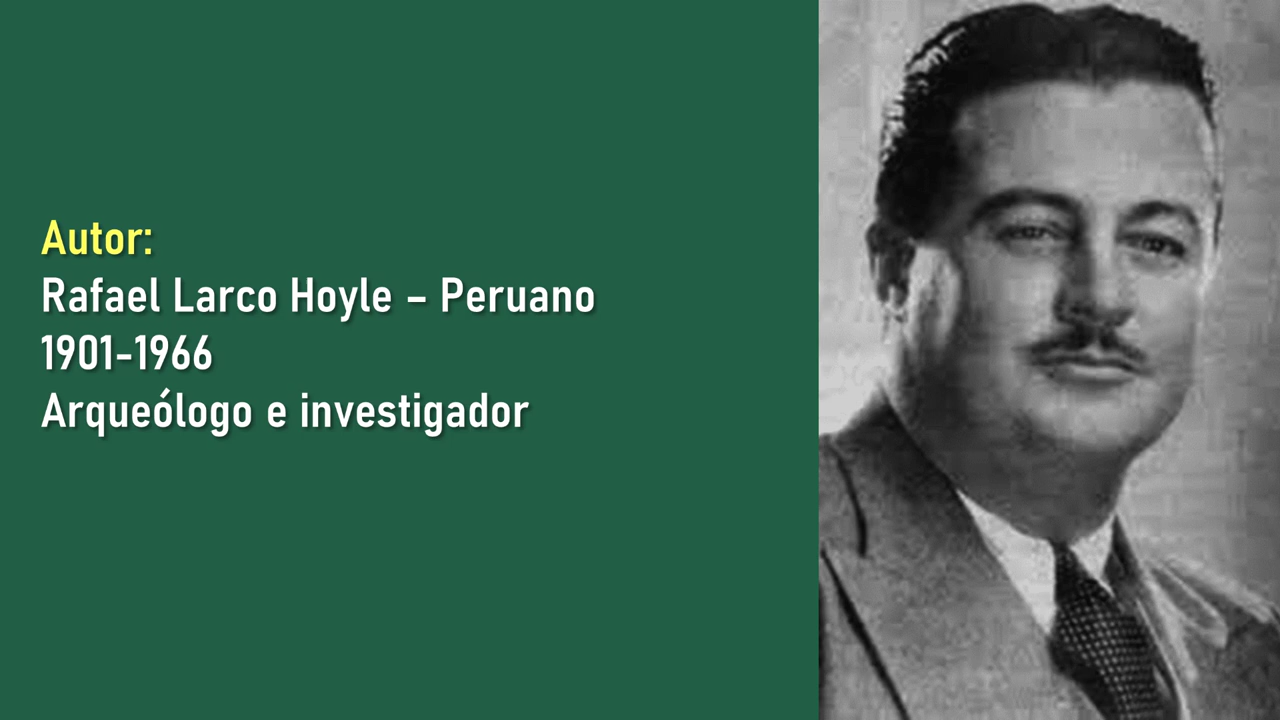 Autor:
Rafael Larco Hoyle – Peruano
1901-1966
Arqueólogo e investigador